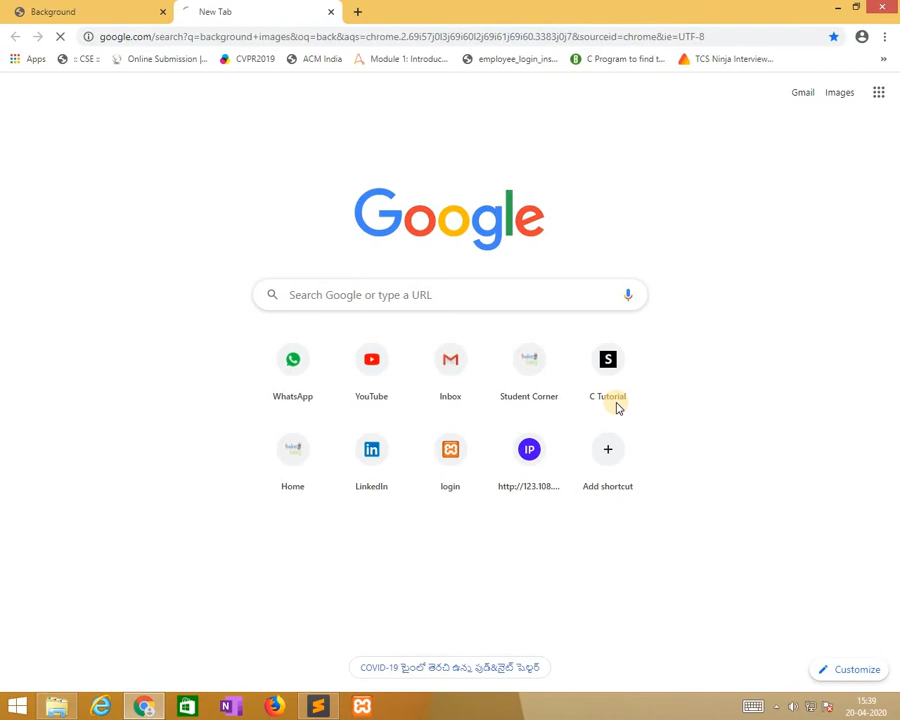 Background
New Tab
google.com/search?q=background+images&oq=back&aqs=chrome.2.69i57j0l3j69i60l2j69i61j69i60.3383j0j7&sourceid=chrome&ie=UTF-8
Apps :: CSE :: Online Submission |... CVPR2019 ACM India Module 1: Introduc... employee_login_ins... C Program to find t... TCS Ninja Interview... »
Gmail Images
Google
Search Google or type a URL
S
WhatsApp YouTube Inbox Student Corner C Tutorial
IP
Home LinkedIn login http://123.108.... Add shortcut
COVID-19 టైంలో తెరచి ఉన్న ఫుడ్&నైట్ షెల్టర్
Customize
15:39
20-04-2020